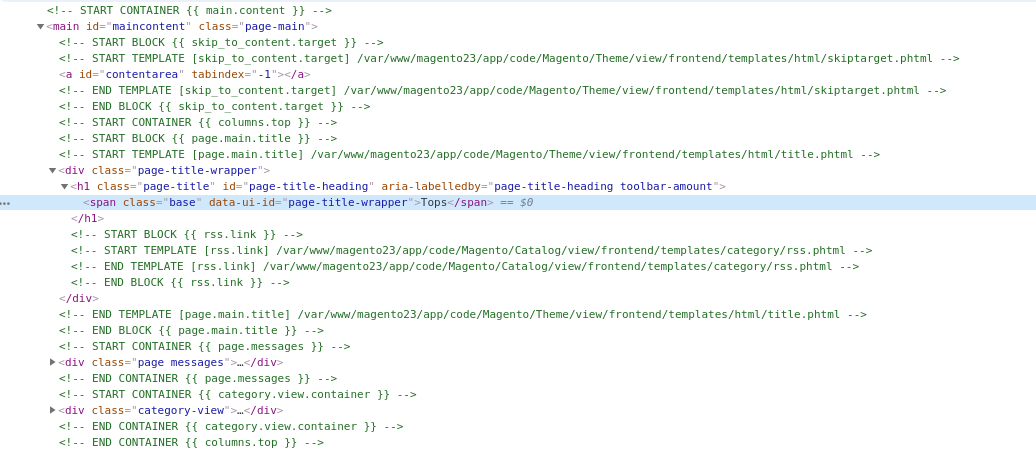 <!-- START CONTAINER {{ main.content }} -->
<main id="maincontent" class="page-main">
<!-- START BLOCK {{ skip_to_content.target }} -->
<!-- START TEMPLATE [skip_to_content.target] /var/www/magento23/app/code/Magento/Theme/view/frontend/templates/html/skiptarget.phtml -->
<a id="contentarea" tabindex="-1"></a>
<!-- END TEMPLATE [skip_to_content.target] /var/www/magento23/app/code/Magento/Theme/view/frontend/templates/html/skiptarget.phtml -->
<!-- END BLOCK {{ skip_to_content.target }} -->
<!-- START CONTAINER {{ columns.top }} -->
<!-- START BLOCK {{ page.main.title }} -->
<!-- START TEMPLATE [page.main.title] /var/www/magento23/app/code/Magento/Theme/view/frontend/templates/html/title.phtml -->
<div class="page-title-wrapper">
<h1 class="page-title" id="page-title-heading" aria-labelledby="page-title-heading toolbar-amount">
<span class="base" data-ui-id="page-title-wrapper">Tops</span> == $0
</h1>
<!-- START BLOCK {{ rss.link }} -->
<!-- START TEMPLATE [rss.link] /var/www/magento23/app/code/Magento/Catalog/view/frontend/templates/category/rss.phtml -->
<!-- END TEMPLATE [rss.link] /var/www/magento23/app/code/Magento/Catalog/view/frontend/templates/category/rss.phtml -->
<!-- END BLOCK {{ rss.link }} -->
</div>
<!-- END TEMPLATE [page.main.title] /var/www/magento23/app/code/Magento/Theme/view/frontend/templates/html/title.phtml -->
<!-- END BLOCK {{ page.main.title }} -->
<!-- START CONTAINER {{ page.messages }} -->
<div class="page messages">…</div>
<!-- END CONTAINER {{ page.messages }} -->
<!-- START CONTAINER {{ category.view.container }} -->
<div class="category-view">…</div>
<!-- END CONTAINER {{ category.view.container }} -->
<!-- END CONTAINER {{ columns.top }} -->